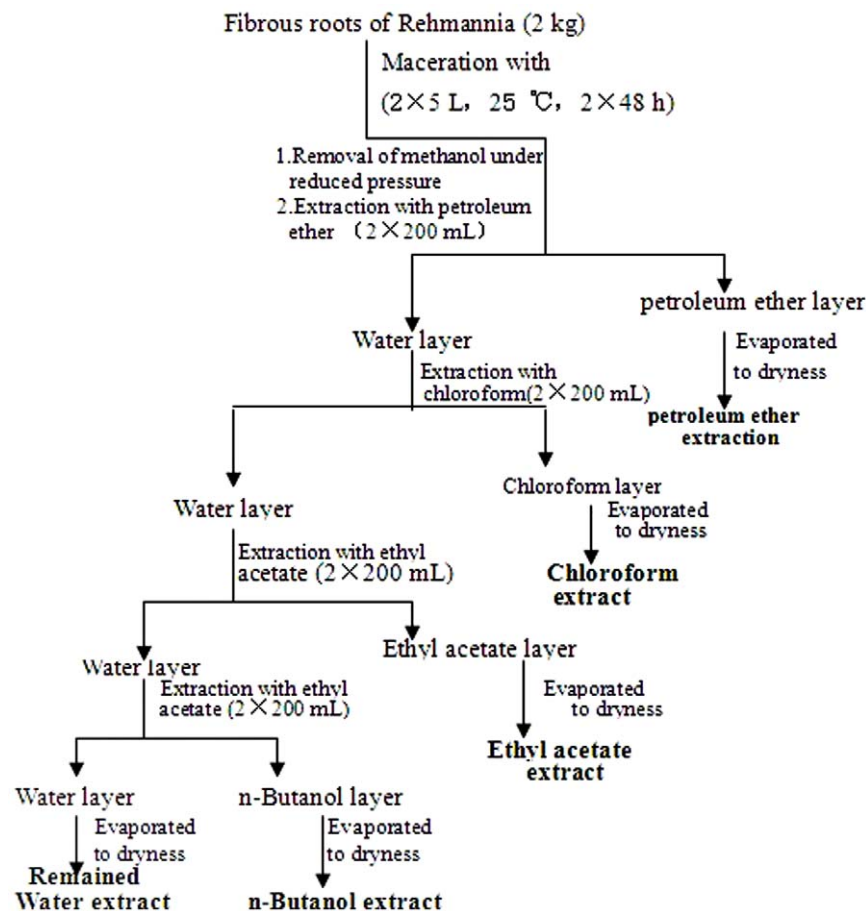 Fibrous roots of Rehmannia (2 kg)
Maceration with
(2×5 L, 25 ℃, 2×48 h)
1.Removal of methanol under
reduced pressure
2.Extraction with petroleum
ether (2×200 mL)
petroleum ether layer
Water layer
Evaporated
to dryness
Extraction with
chloroform(2×200 mL)
petroleum ether
extraction
Chloroform layer
Water layer
Evaporated
to dryness
Extraction with ethyl
acetate (2×200 mL)
Chloroform
extract
Ethyl acetate layer
Water layer
Extraction with ethyl
acetate (2×200 mL)
Evaporated
to dryness
Ethyl acetate
extract
Water layer
n-Butanol layer
Evaporated
to dryness
Evaporated
to dryness
Remained
Water extract
n-Butanol extract